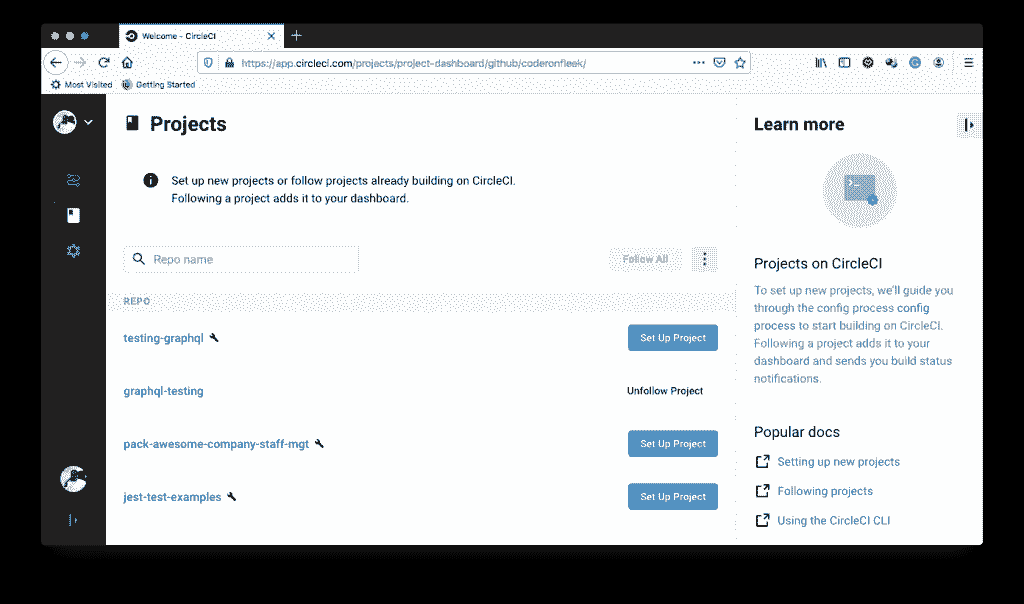 Welcome - CircleCI
https://app.circleci.com/projects/project-dashboard/github/coderonfleek/
Most Visited
Getting Started
Projects
Set up new projects or follow projects already building on CircleCI.
Following a project adds it to your dashboard.
Repo name
Follow All
REPO
testing-graphql
Set Up Project
graphql-testing
Unfollow Project
pack-awesome-company-staff-mgt
Set Up Project
jest-test-examples
Set Up Project
Learn more
Projects on CircleCI
To set up new projects, we'll guide you
through the config process config
process to start building on CircleCI.
Following a project adds it to your
dashboard and sends you build status
notifications.
Popular docs
Setting up new projects
Following projects
Using the CircleCI CLI